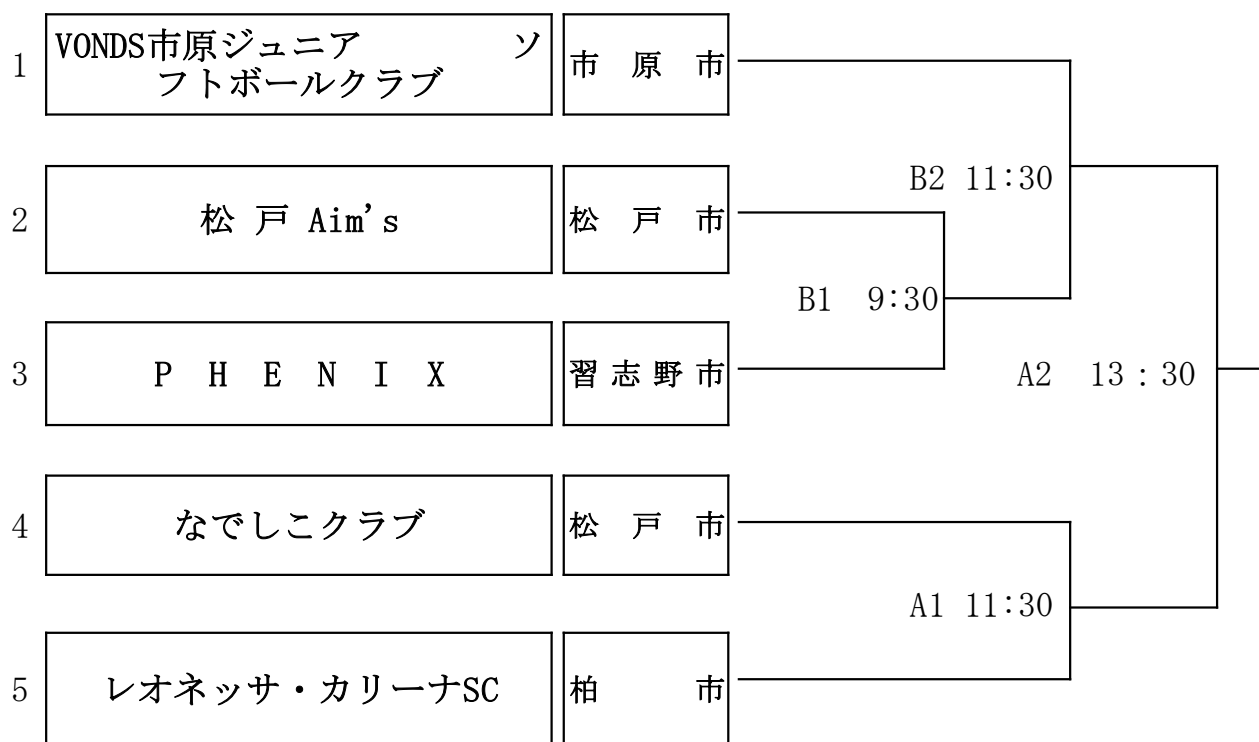 1 VONDS市原ジュニア　　　　ソ
フトボールクラブ 市 原 市
B2 11:30
2 松 戸 Aim's 松 戸 市
B1 9:30
3 P H E N I X 習志野市
A2 13：30
4 なでしこクラブ 松 戸 市
A1 11:30
5 レオネッサ・カリーナSC 柏 市